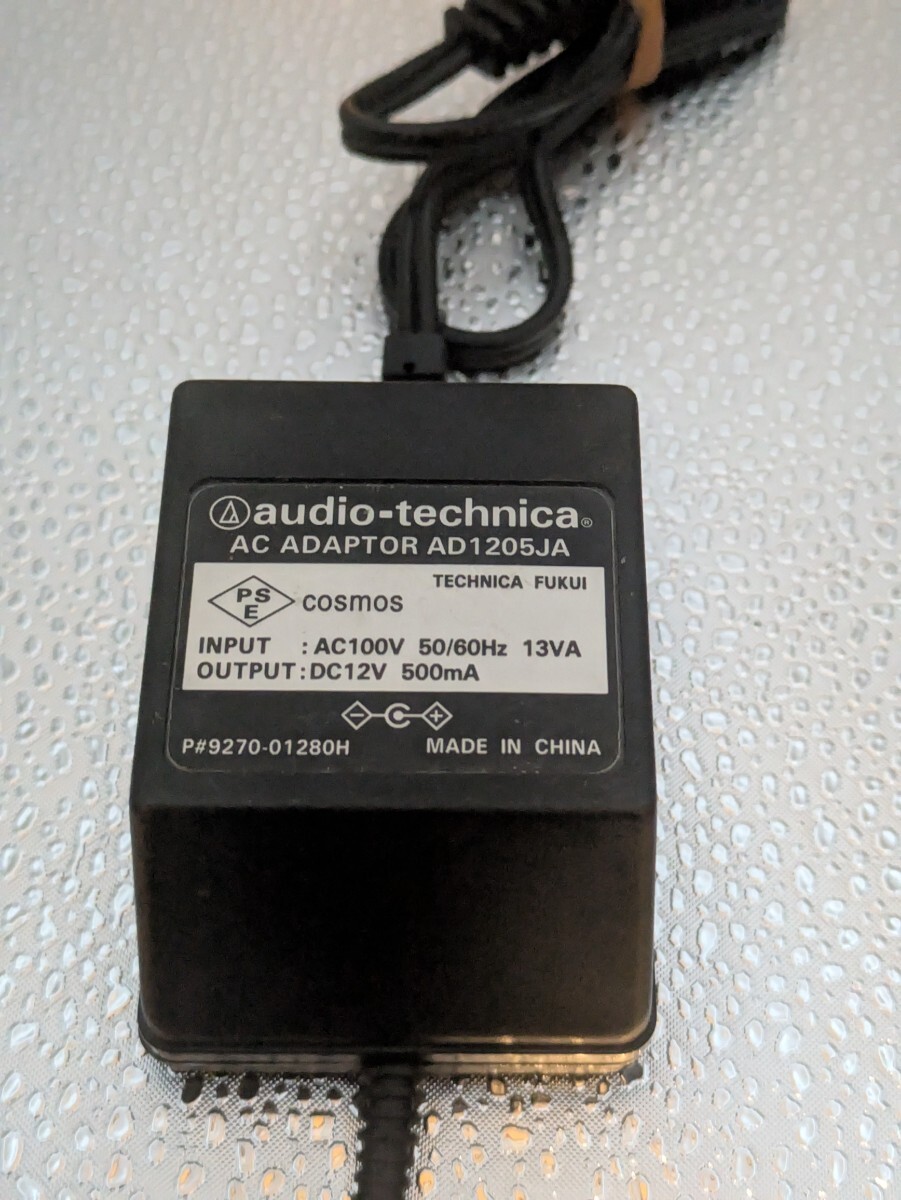 audio-technica®
AC ADAPTOR AD1205JA
TECHNICA FUKUI
PS
E
cosmos
INPUT : AC100V 50/60Hz 13VA
OUTPUT : DC12V 500mA
P#9270-01280H
MADE IN CHINA